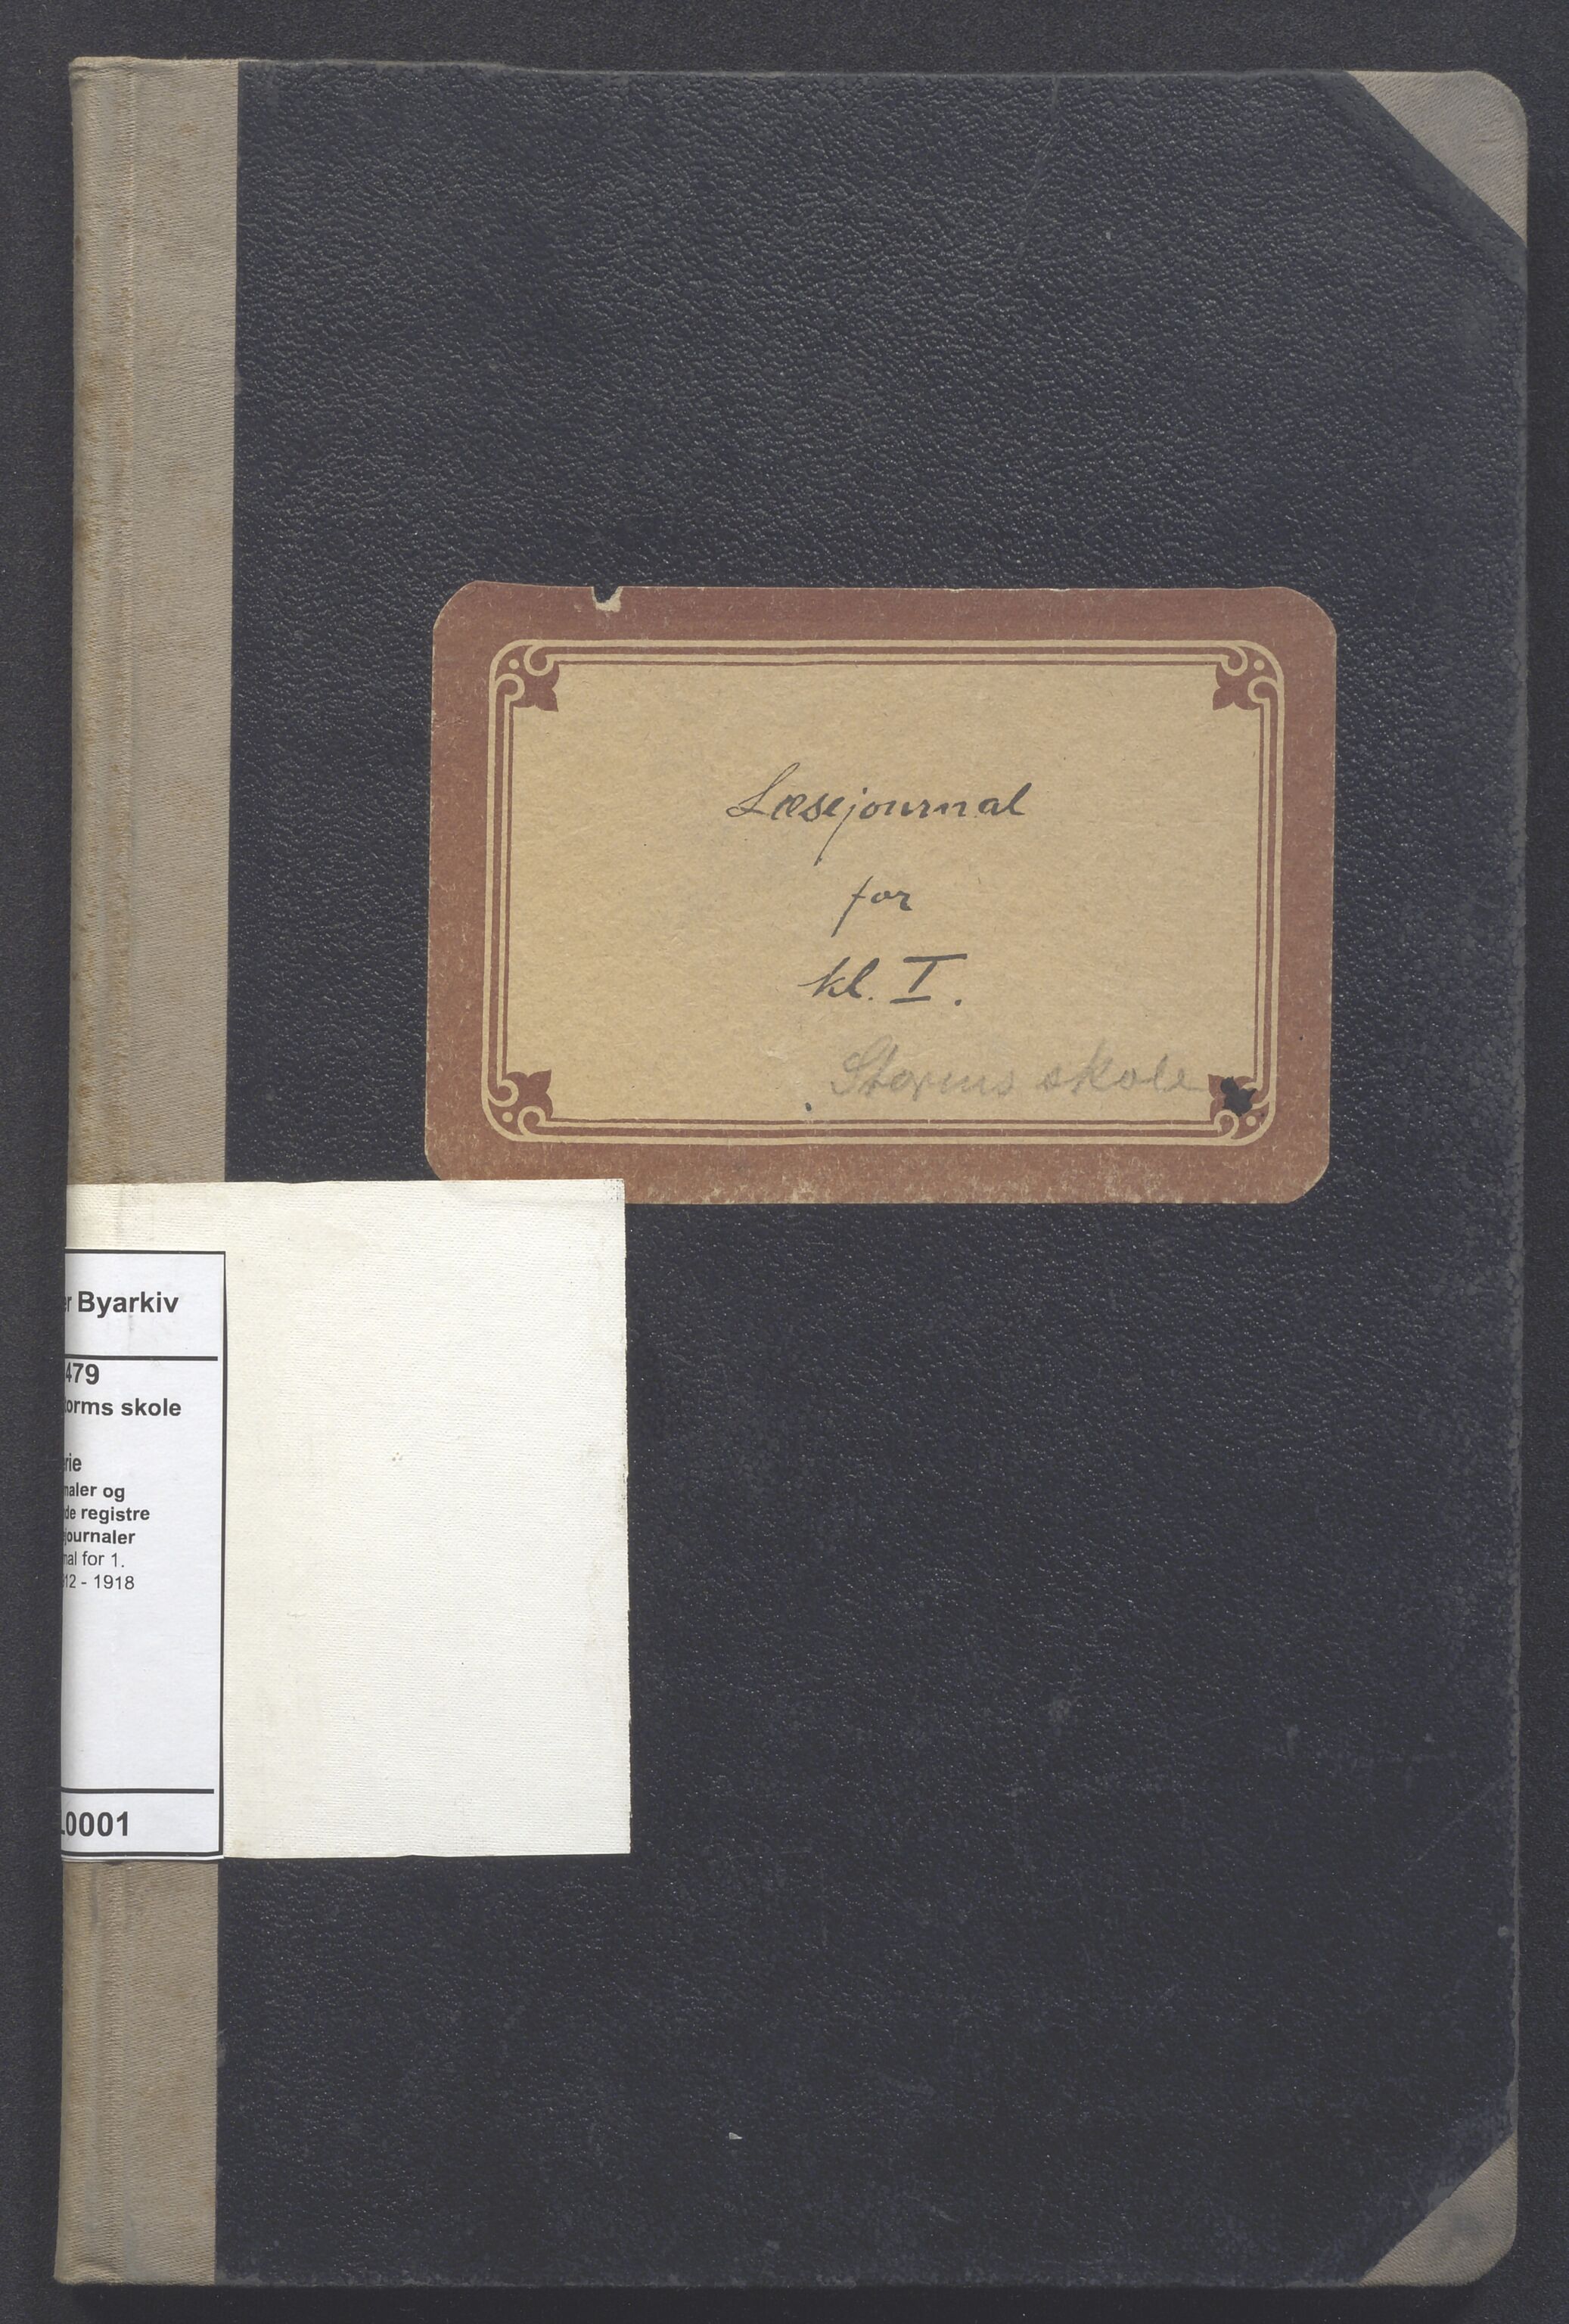 Læsejournal
for
kl. I.
Storms skole
Byarkiv
479
orms skole
rie
naler og
de registre
journaler
nal for 1.
12 - 1918
.0001